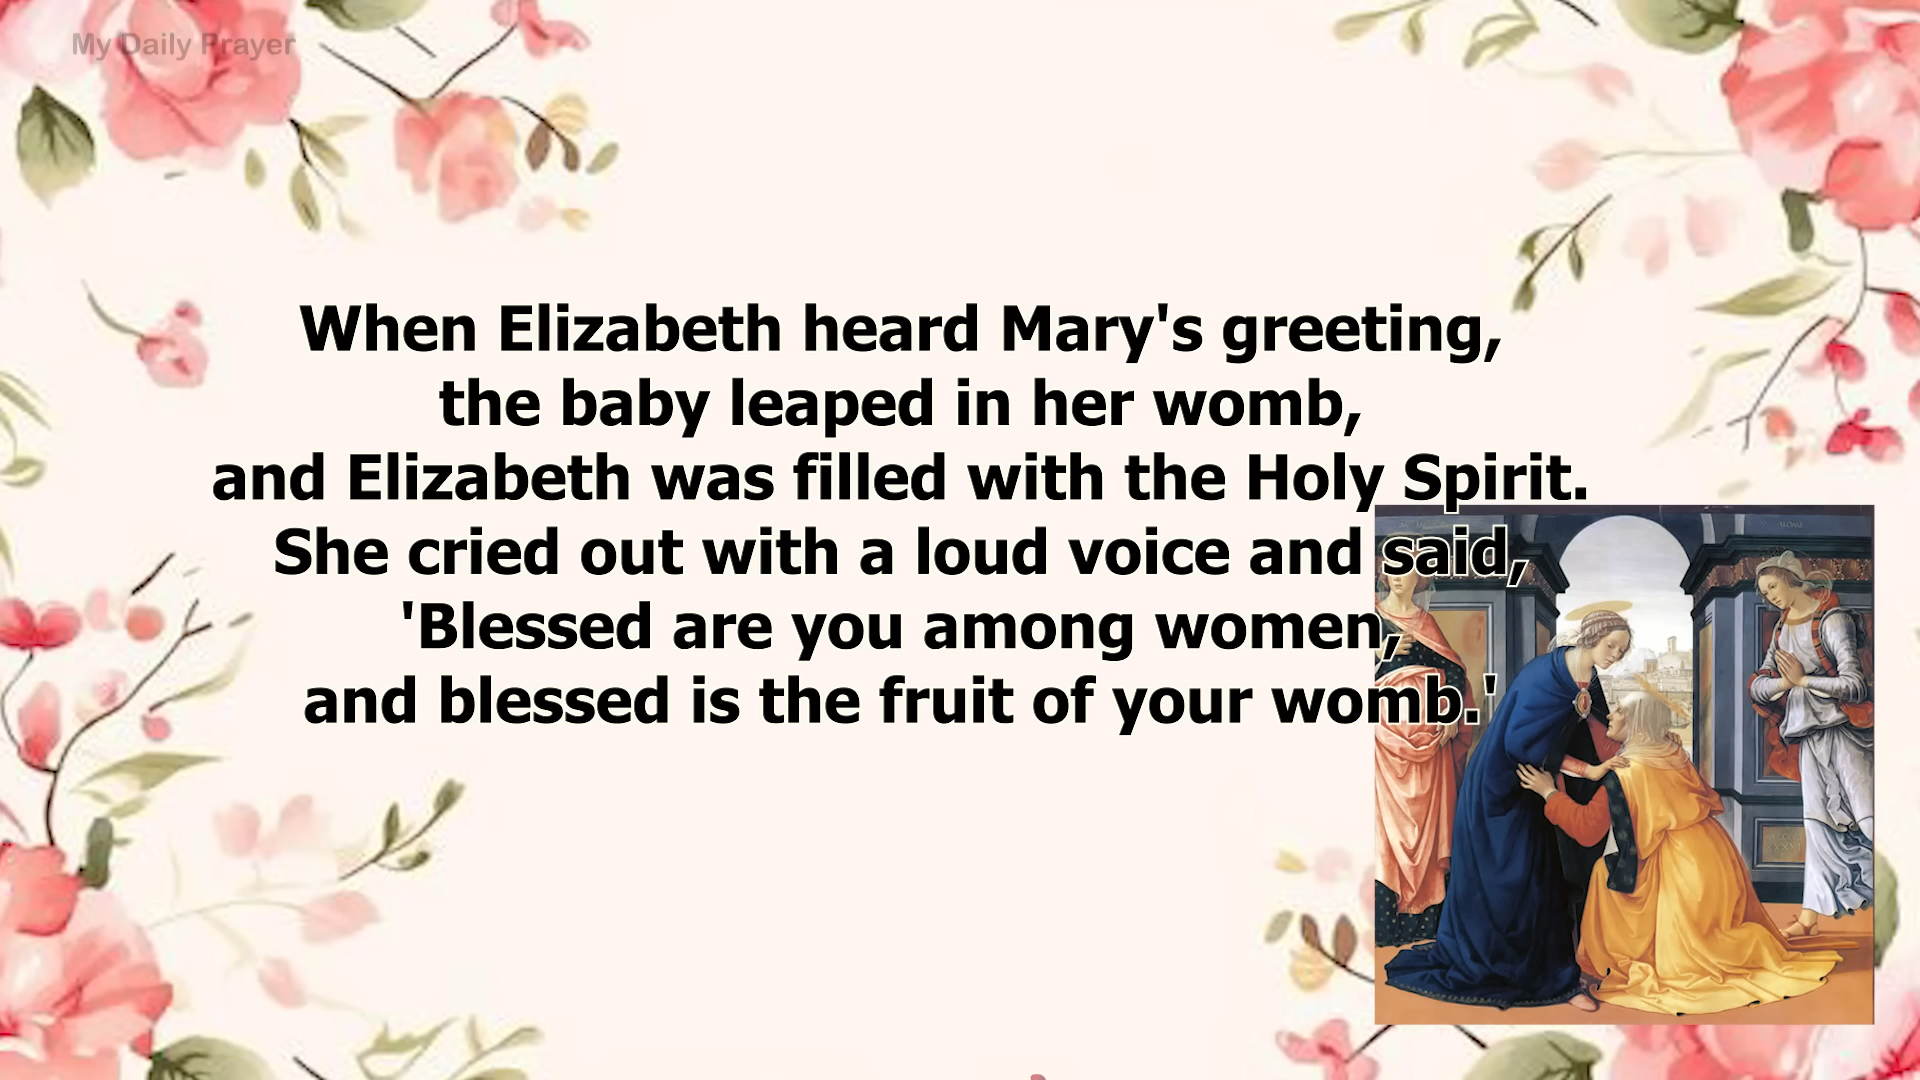 My Daily Prayer
When Elizabeth heard Mary's greeting,
the baby leaped in her womb,
and Elizabeth was filled with the Holy Spirit.
She cried out with a loud voice and said,
'Blessed are you among women,
and blessed is the fruit of your womb.'